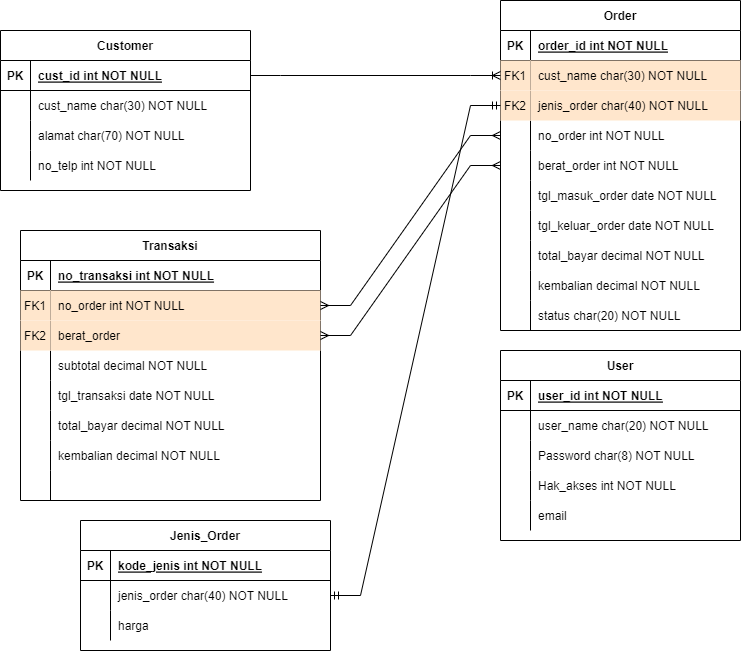 Customer
PK cust_id int NOT NULL
cust_name char(30) NOT NULL
alamat char(70) NOT NULL
no_telp int NOT NULL
Order
PK order_id int NOT NULL
FK1 cust_name char(30) NOT NULL
FK2 jenis_order char(40) NOT NULL
no_order int NOT NULL
berat_order int NOT NULL
tgl_masuk_order date NOT NULL
tgl_keluar_order date NOT NULL
total_bayar decimal NOT NULL
kembalian decimal NOT NULL
status char(20) NOT NULL
Transaksi
PK no_transaksi int NOT NULL
FK1 no_order int NOT NULL
FK2 berat_order
subtotal decimal NOT NULL
tgl_transaksi date NOT NULL
total_bayar decimal NOT NULL
kembalian decimal NOT NULL
User
PK user_id int NOT NULL
user_name char(20) NOT NULL
Password char(8) NOT NULL
Hak_akses int NOT NULL
email
Jenis_Order
PK kode_jenis int NOT NULL
jenis_order char(40) NOT NULL
harga